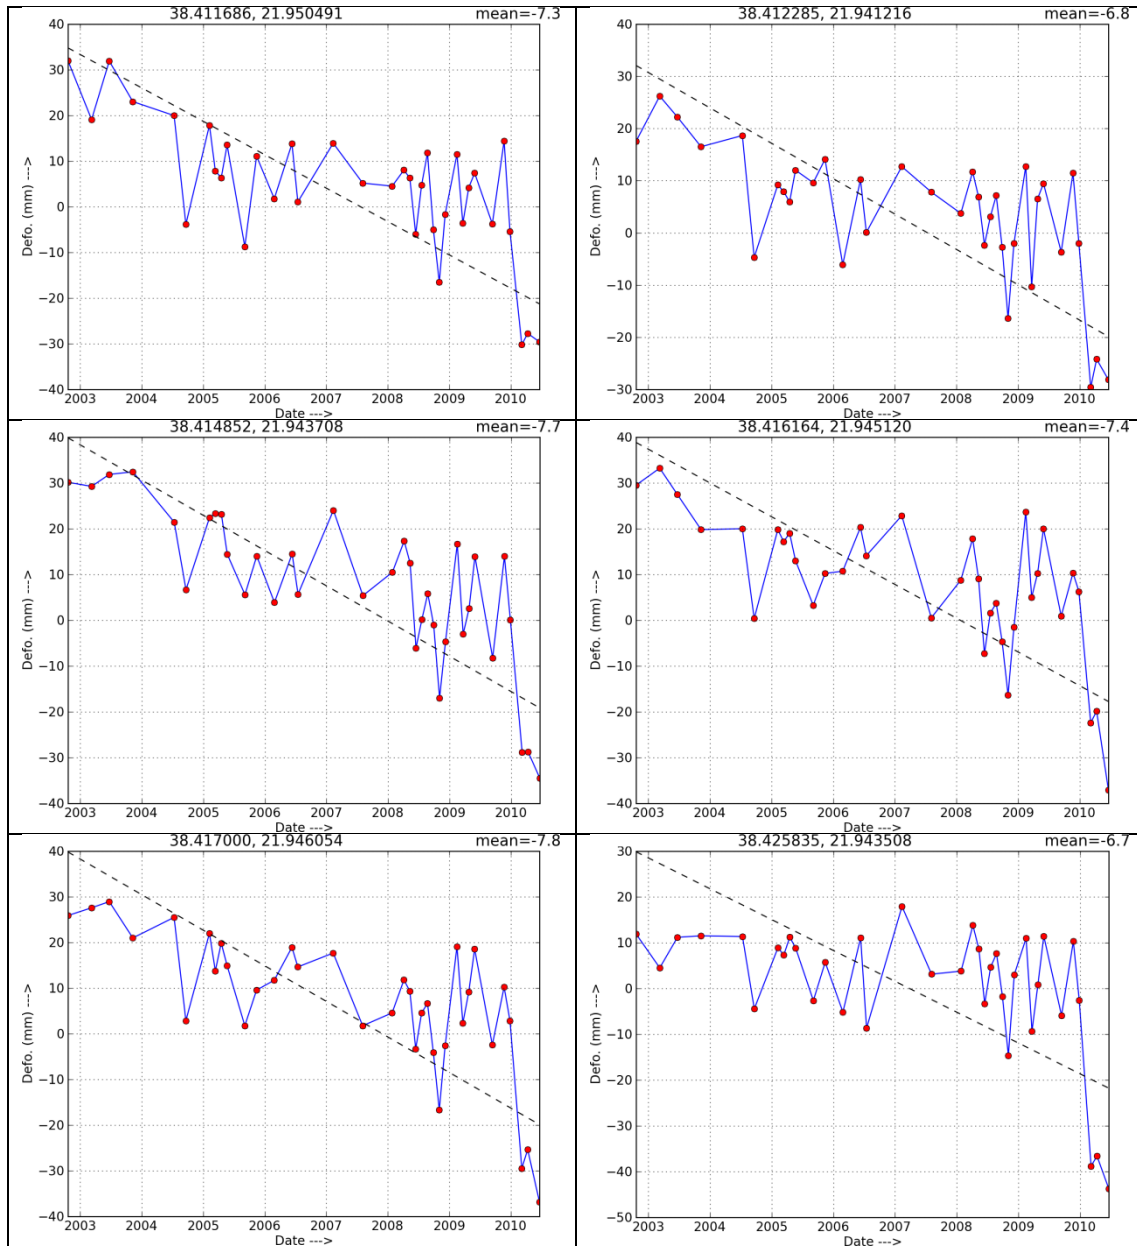 38.411686, 21.950491 mean=-7.3
40
30
20
10
0
−10
−20
−30
−40
Defo. (mm) --->
2003 2004 2005 2006 2007 2008 2009 2010
Date --->
38.412285, 21.941216 mean=-6.8
40
30
20
10
0
−10
−20
−30
Defo. (mm) --->
2003 2004 2005 2006 2007 2008 2009 2010
Date --->
38.414852, 21.943708 mean=-7.7
40
30
20
10
0
−10
−20
−30
−40
Defo. (mm) --->
2003 2004 2005 2006 2007 2008 2009 2010
Date --->
38.416164, 21.945120 mean=-7.4
40
30
20
10
0
−10
−20
−30
−40
Defo. (mm) --->
2003 2004 2005 2006 2007 2008 2009 2010
Date --->
38.417000, 21.946054 mean=-7.8
40
30
20
10
0
−10
−20
−30
−40
Defo. (mm) --->
2003 2004 2005 2006 2007 2008 2009 2010
38.425835, 21.943508 mean=-6.7
30
20
10
0
−10
−20
−30
−40
−50
Defo. (mm) --->
2003 2004 2005 2006 2007 2008 2009 2010
Date --->
Date --->